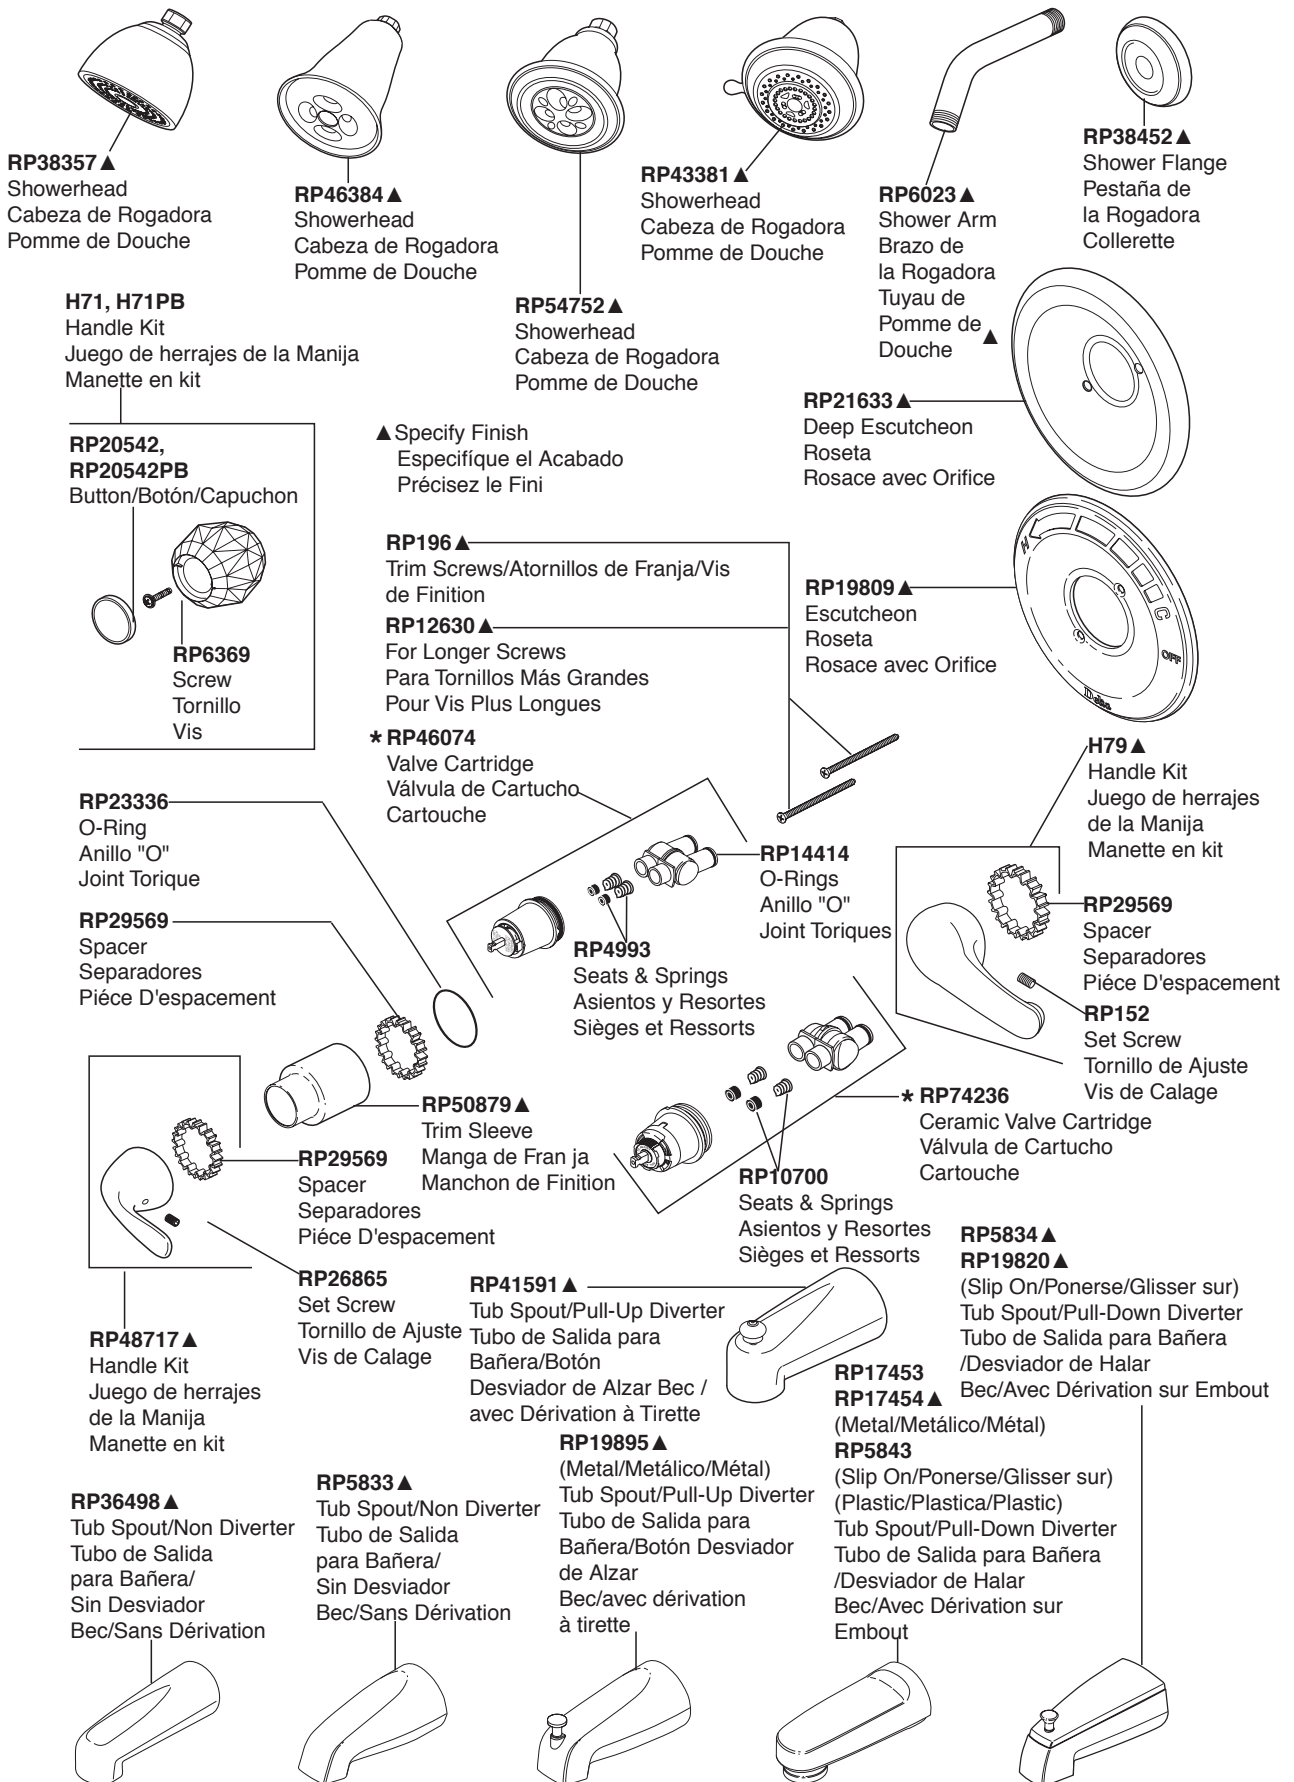 RP38357▲
Showerhead
Cabeza de Rogadora
Pomme de Douche
RP46384▲
Showerhead
Cabeza de Rogadora
Pomme de Douche
RP54752▲
Showerhead
Cabeza de Rogadora
Pomme de Douche
RP43381▲
Showerhead
Cabeza de Rogadora
Pomme de Douche
RP6023▲
Shower Arm
Brazo de
la Rogadora
Tuyau de
Pomme de
Douche
▲
RP38452▲
Shower Flange
Pestaña de
la Rogadora
Collerette
H71, H71PB
Handle Kit
Juego de herrajes de la Manija
Manette en kit
RP20542,
RP20542PB
Button/Botón/Capuchon
RP6369
Screw
Tornillo
Vis
▲Specify Finish
Especifíque el Acabado
Précisez le Fini
RP21633▲
Deep Escutcheon
Roseta
Rosace avec Orifice
RP196▲
Trim Screws/Atornillos de Franja/Vis
de Finition
RP12630▲
For Longer Screws
Para Tornillos Más Grandes
Pour Vis Plus Longues
RP19809▲
Escutcheon
Roseta
Rosace avec Orifice
H
C
OFF
Delta
*RP46074
Valve Cartridge
Válvula de Cartucho
Cartouche
H79▲
Handle Kit
Juego de herrajes
de la Manija
Manette en kit
RP23336
O-Ring
Anillo "O"
Joint Torique
RP14414
O-Rings
Anillo "O"
Joint Toriques
RP29569
Spacer
Separadores
Piéce D'espacement
RP4993
Seats & Springs
Asientos y Resortes
Sièges et Ressorts
RP29569
Spacer
Separadores
Piéce D'espacement
RP152
Set Screw
Tornillo de Ajuste
Vis de Calage
RP50879▲
Trim Sleeve
Manga de Fran ja
Manchon de Finition
*RP74236
Ceramic Valve Cartridge
Válvula de Cartucho
Cartouche
RP29569
Spacer
Separadores
Piéce D'espacement
RP10700
Seats & Springs
Asientos y Resortes
Sièges et Ressorts
RP26865
Set Screw
Tornillo de Ajuste
Vis de Calage
RP48717▲
Handle Kit
Juego de herrajes
de la Manija
Manette en kit
RP41591▲
Tub Spout/Pull-Up Diverter
Tubo de Salida para
Bañera/Botón
Desviador de Alzar Bec /
avec Dérivation à Tirette
RP5834▲
RP19820▲
(Slip On/Ponerse/Glisser sur)
Tub Spout/Pull-Down Diverter
Tubo de Salida para Bañera
/Desviador de Halar
Bec/Avec Dérivation sur Embout
RP36498▲
Tub Spout/Non Diverter
Tubo de Salida
para Bañera/
Sin Desviador
Bec/Sans Dérivation
RP5833▲
Tub Spout/Non Diverter
Tubo de Salida
para Bañera/
Sin Desviador
Bec/Sans Dérivation
RP19895▲
(Metal/Metálico/Métal)
Tub Spout/Pull-Up Diverter
Tubo de Salida para
Bañera/Botón Desviador
de Alzar
Bec/avec dérivation
à tirette
RP17453
RP17454▲
(Metal/Metálico/Métal)
RP5843
(Slip On/Ponerse/Glisser sur)
(Plastic/Plastica/Plastic)
Tub Spout/Pull-Down Diverter
Tubo de Salida para Bañera
/Desviador de Halar
Bec/Avec Dérivation sur
Embout